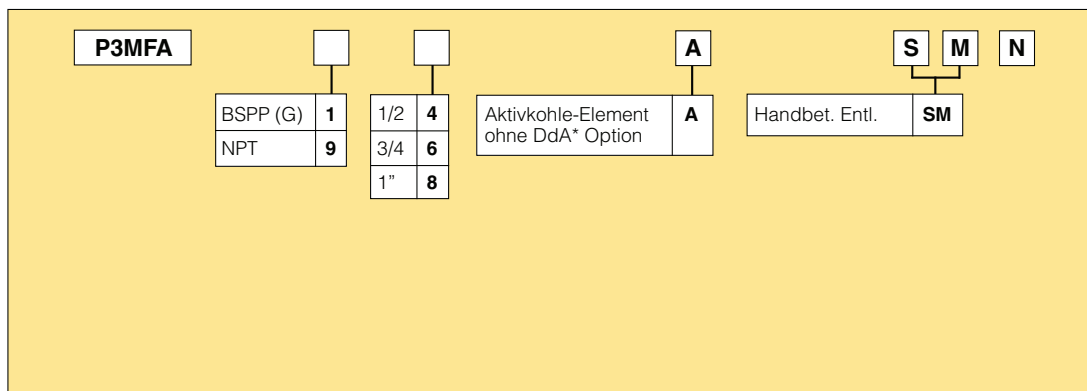 P3MFA A S M N
BSPP (G) 1
NPT 9
1/2 4
3/4 6
1" 8
Aktivkohle-Element A
ohne DdA* Option
Handbet. Entl. SM